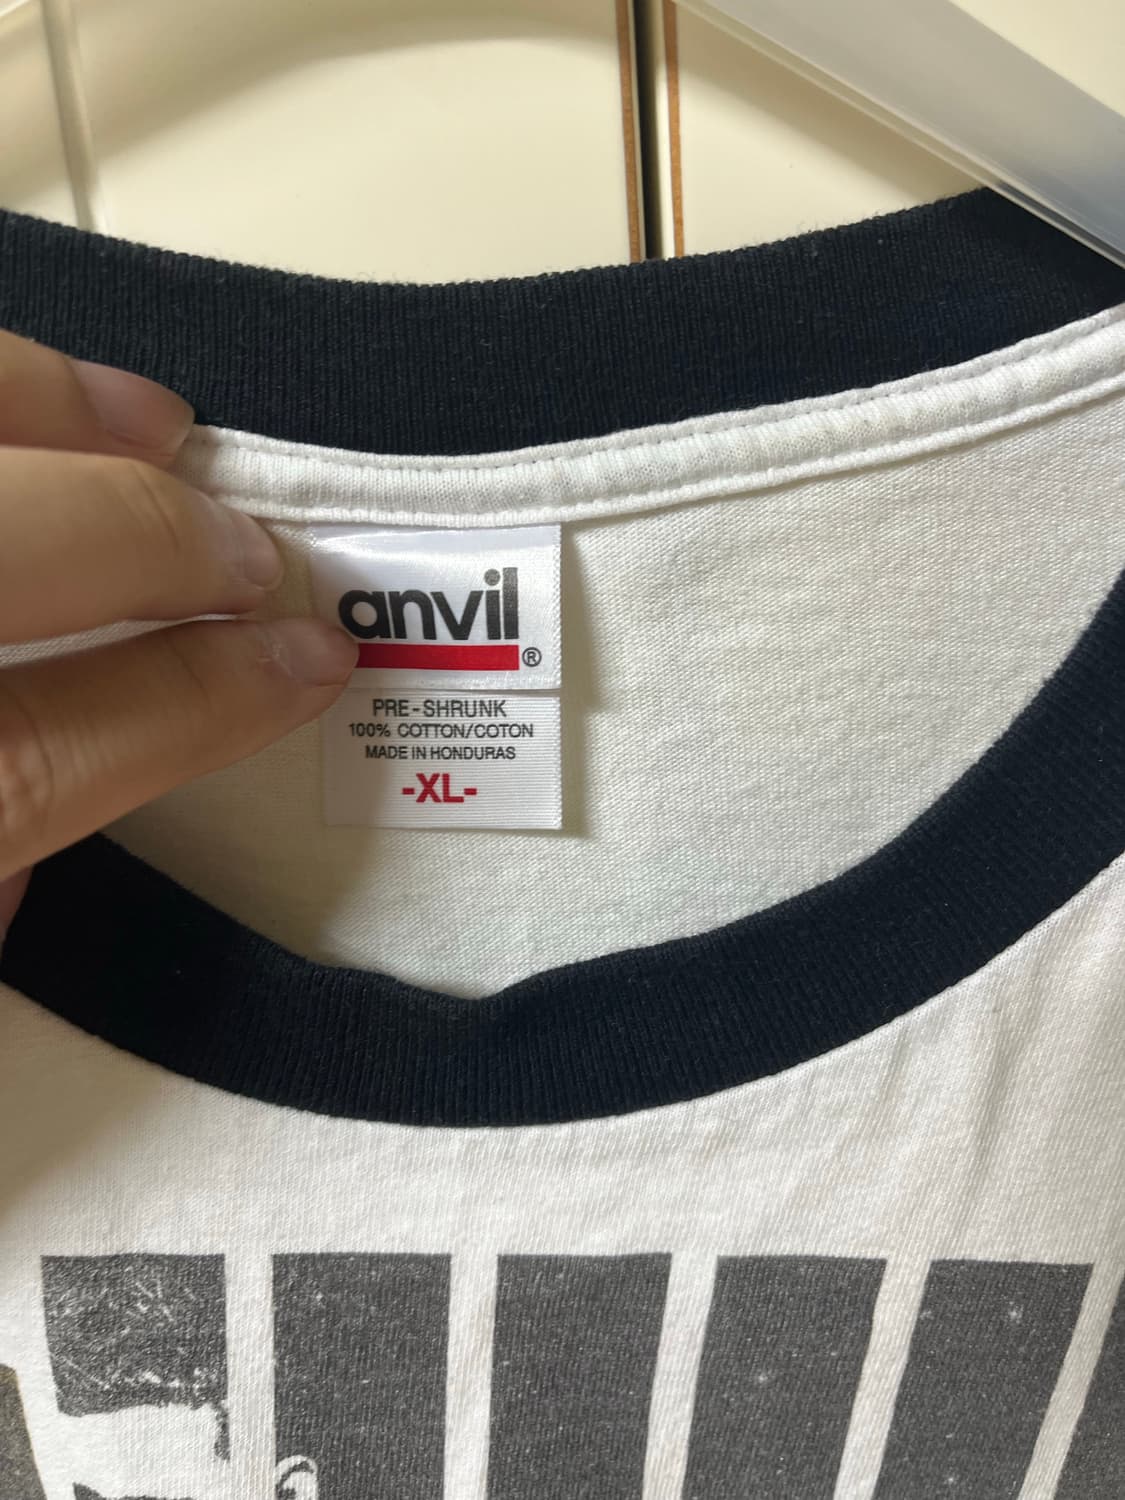 anvil®
PRE-SHRUNK
100% COTTON/COTON
MADE IN HONDURAS
-XL-